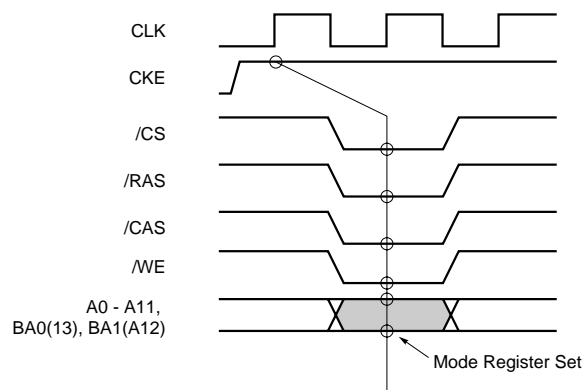 CLK
CKE
/CS
/RAS
/CAS
/WE
A0 - A11,
BA0(13), BA1(A12)
Mode Register Set